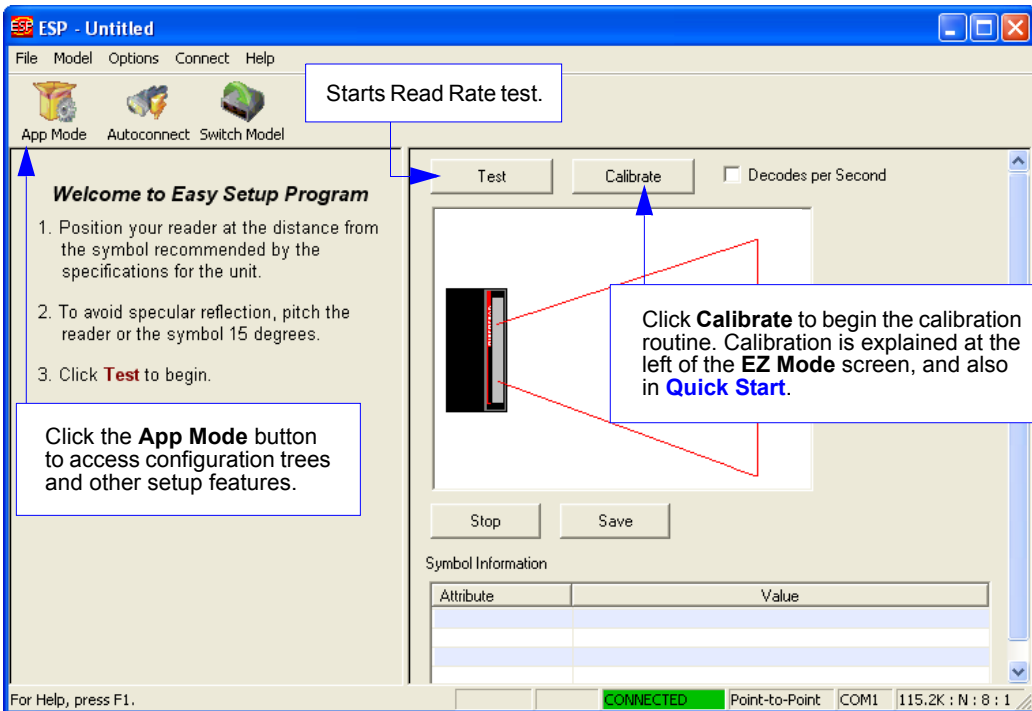 ESP - Untitled
File Model Options Connect Help
App Mode Autoconnect Switch Model
Starts Read Rate test.
Welcome to Easy Setup Program
1. Position your reader at the distance from
the symbol recommended by the
specifications for the unit.
2. To avoid specular reflection, pitch the
reader or the symbol 15 degrees.
3. Click Test to begin.
Click the App Mode button
to access configuration trees
and other setup features.
Test Calibrate Decodes per Second
Click Calibrate to begin the calibration
routine. Calibration is explained at the
left of the EZ Mode screen, and also
in Quick Start.
Stop Save
Symbol Information
Attribute Value
For Help, press F1.
CONNECTED Point-to-Point COM1 115.2K : N : 8 : 1